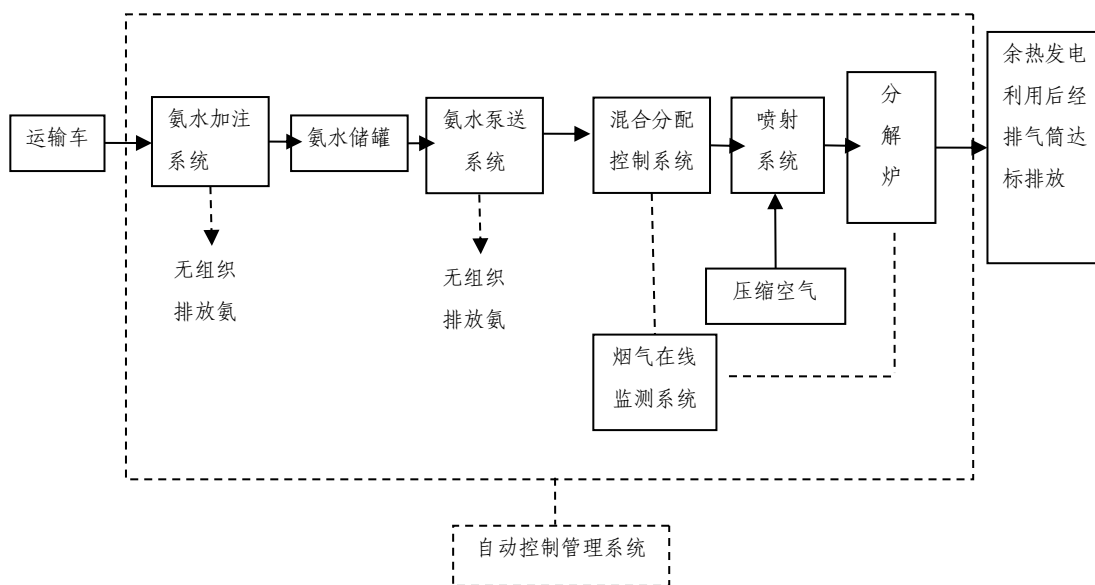 运输车
氨水加注
系统
氨水储罐
氨水泵送
系统
混合分配
控制系统
喷射
系统
分
解
炉
余热发电
利用后经
排气筒达
标排放
无组织
排放氨
无组织
排放氨
压缩空气
烟气在线
监测系统
自动控制管理系统